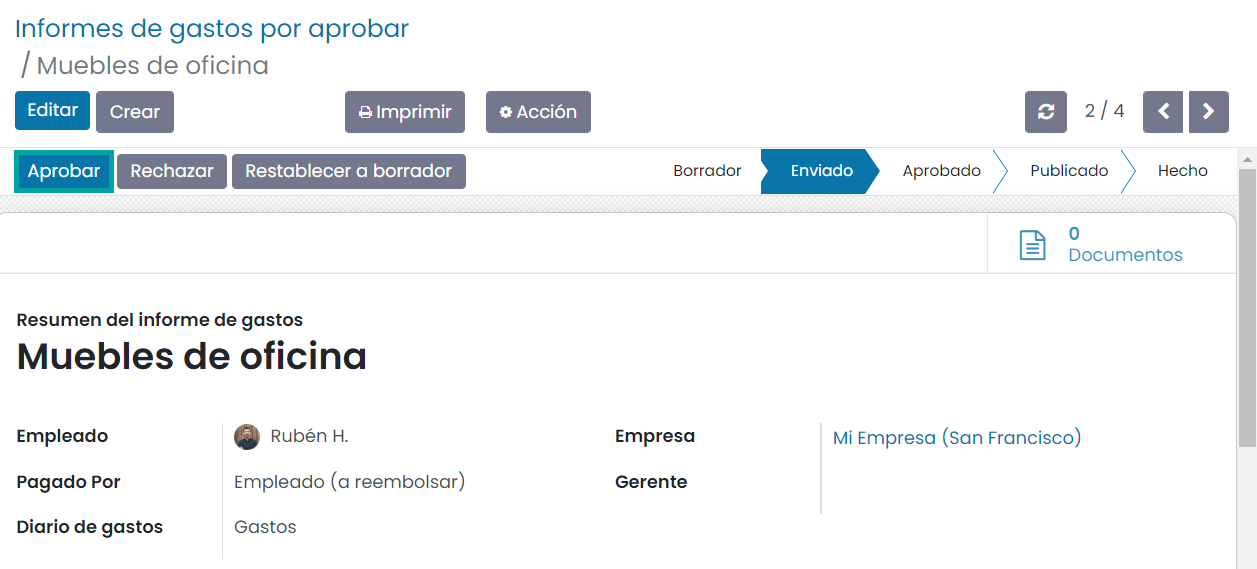 Informes de gastos por aprobar
/ Muebles de oficina
Editar Crear Imprimir Acción 2 / 4
Aprobar Rechazar Restablecer a borrador Borrador Enviado Aprobado Publicado Hecho
0
Documentos
Resumen del informe de gastos
Muebles de oficina
Empleado Rubén H. Empresa Mi Empresa (San Francisco)
Pagado Por Empleado (a reembolsar) Gerente
Diario de gastos Gastos